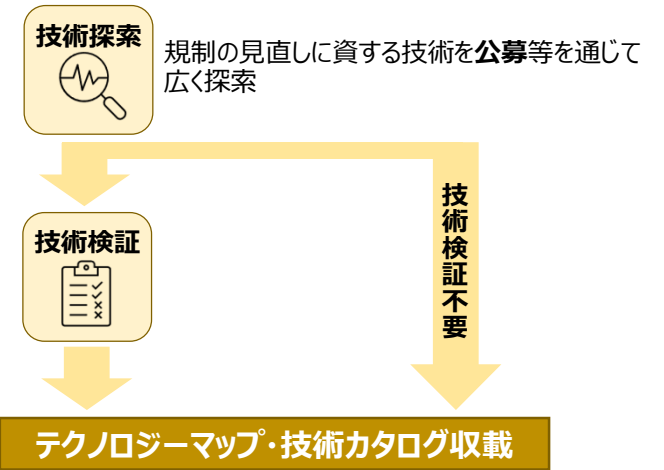 技術探索
規制の見直しに資する技術を公募等を通じて
広く探索
技術検証
技術検証不要
テクノロジーマップ・技術カタログ収載